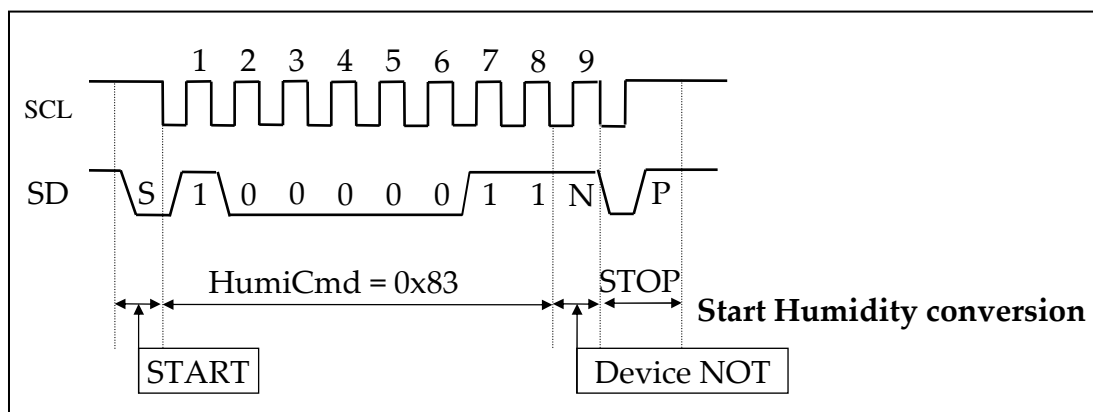 1 2 3 4 5 6 7 8 9
SCL
SD S 1 0 0 0 0 0 1 1 N P
HumiCmd = 0x83 STOP
Start Humidity conversion
START Device NOT